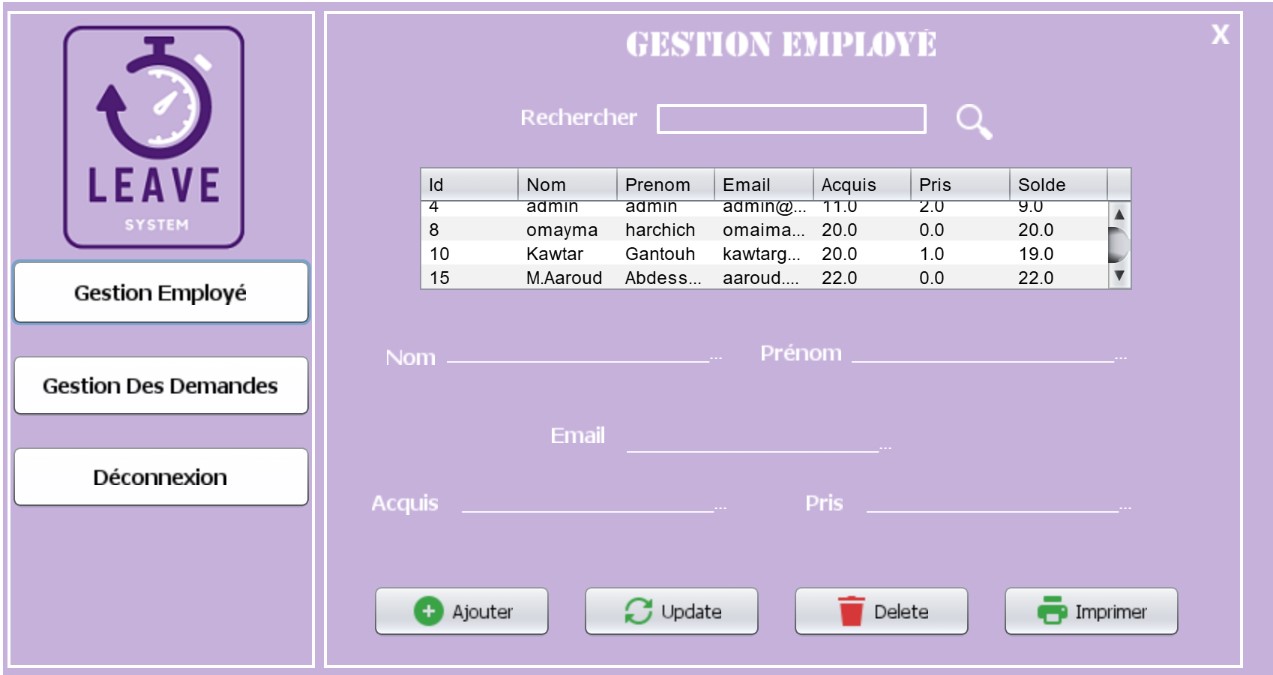 LEAVE
SYSTEM
Gestion Employé
Gestion Des Demandes
Déconnexion
X
GESTION EMPLOYÉ
Rechercher
Id Nom Prenom Email Acquis Pris Solde
4 admin admin admin@... 11.0 2.0 9.0
8 omayma harchich omaima... 20.0 0.0 20.0
10 Kawtar Gantouh kawtarg... 20.0 1.0 19.0
15 M.Aaroud Abdess... aaroud.... 22.0 0.0 22.0
Nom ... Prénom ...
Email ...
Acquis ... Pris ...
Ajouter Update Delete Imprimer